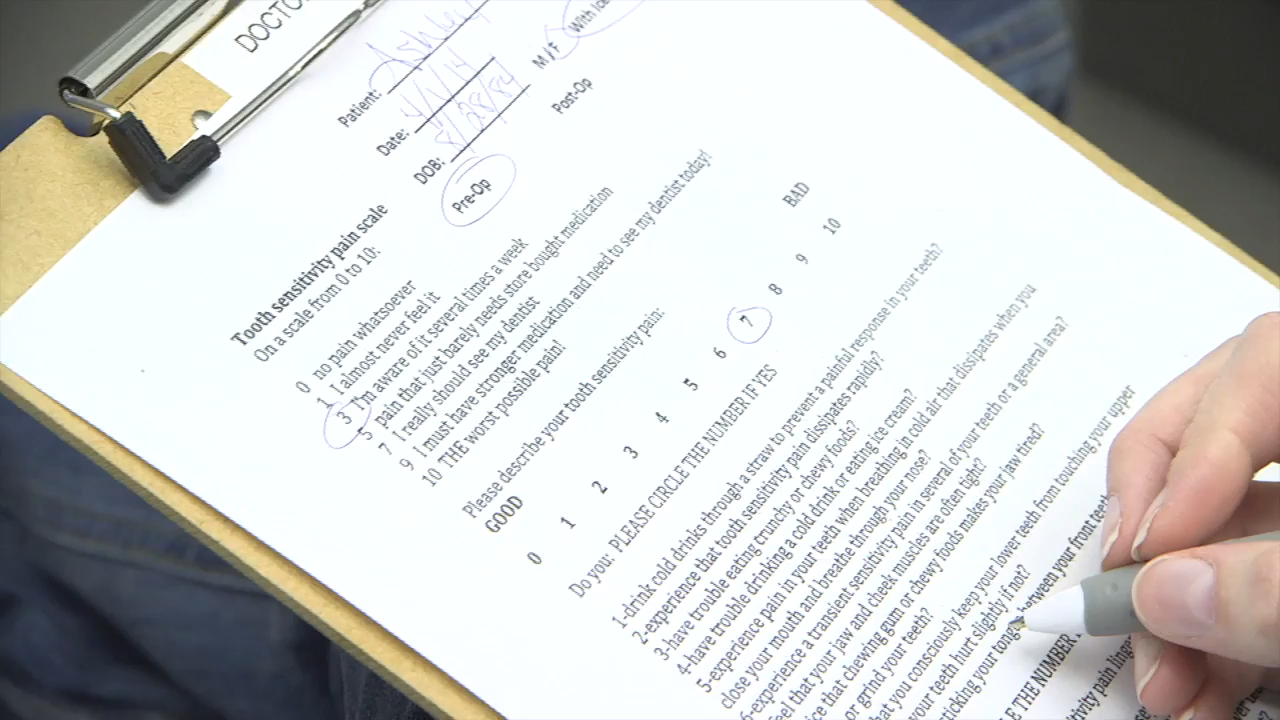 DOCTO
Patient: Ashley
Date: 4/1/14 M/F With Ice
DOB: 8/28/84
Pre-Op Post-Op
Tooth sensitivity pain scale
On a scale from 0 to 10:
0 no pain whatsoever
1 I almost never feel it
3 I'm aware of it several times a week
5 pain that just barely needs store bought medication
7 I really should see my dentist
9 I must have stronger medication and need to see my dentist today!
10 THE worst possible pain!
Please describe your tooth sensitivity pain:
GOOD BAD
0 1 2 3 4 5 6 7 8 9 10
Do you: PLEASE CIRCLE THE NUMBER IF YES
1-drink cold drinks through a straw to prevent a painful response in your teeth?
2-experience that tooth sensitivity pain dissipates rapidly?
3-have trouble eating crunchy or chewy foods?
4-have trouble drinking a cold drink or eating ice cream?
5-experience pain in your teeth when breathing in cold air that dissipates when you
close your mouth and breathe through your nose?
6-experience a transient sensitivity pain in several of your teeth or a general area?
feel that your jaw and cheek muscles are often tight?
ice that chewing gum or chewy foods makes your jaw tired?
or grind your teeth?
hat you consciously keep your lower teeth from touching your upper
your teeth hurt slightly if not?
sticking your tong between your front teeth
LE THE NUMBER
tivity pain linge